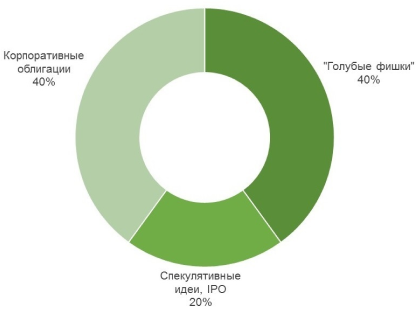 Корпоративные
облигации
40%
"Голубые фишки"
40%
Спекулятивные
идеи, IPO
20%